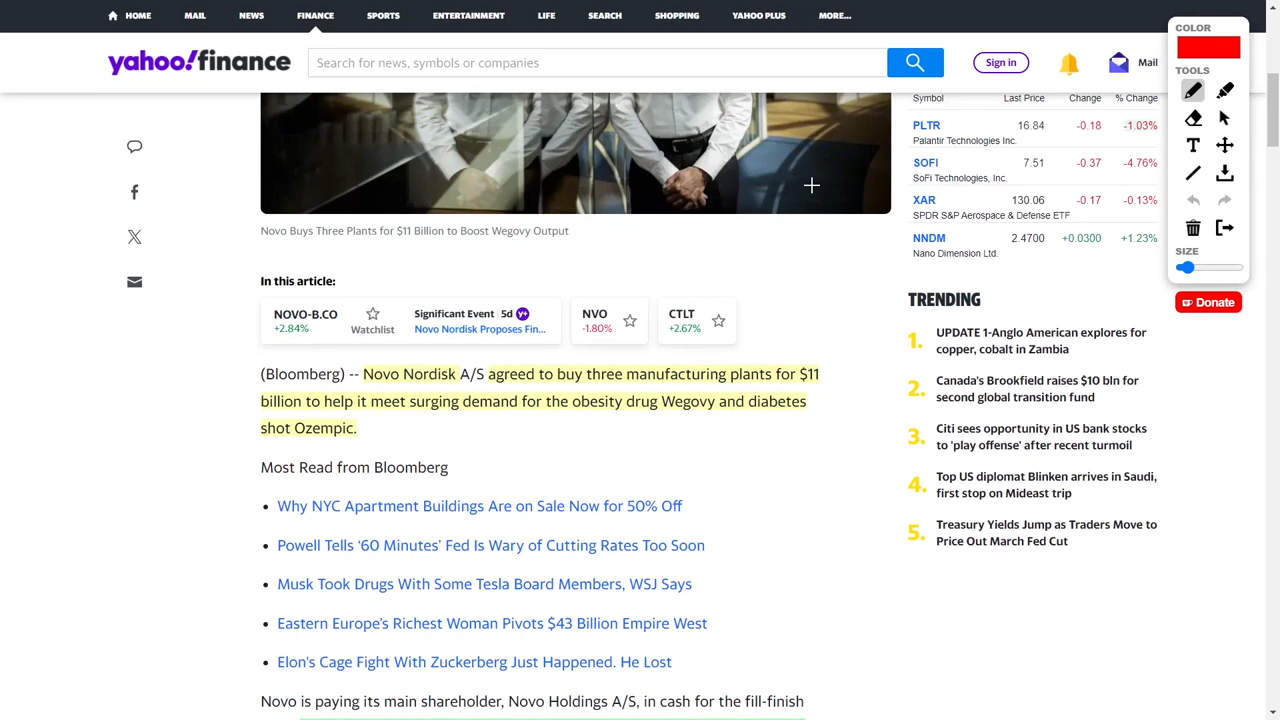 HOME MAIL NEWS FINANCE SPORTS ENTERTAINMENT LIFE SEARCH SHOPPING YAHOO PLUS MORE...
yahoo!finance
Search for news, symbols or companies
Sign in
Mail
COLOR
TOOLS
T
SIZE
Donate
Novo Buys Three Plants for $11 Billion to Boost Wegovy Output
In this article:
NOVO-B.CO
+2.84%
Watchlist
Significant Event 5d Y+
Novo Nordisk Proposes Fin...
NVO
-1.80%
CTLT
+2.67%
(Bloomberg) -- Novo Nordisk A/S agreed to buy three manufacturing plants for $11
billion to help it meet surging demand for the obesity drug Wegovy and diabetes
shot Ozempic.
Most Read from Bloomberg
• Why NYC Apartment Buildings Are on Sale Now for 50% Off
• Powell Tells ‘60 Minutes’ Fed Is Wary of Cutting Rates Too Soon
• Musk Took Drugs With Some Tesla Board Members, WSJ Says
• Eastern Europe’s Richest Woman Pivots $43 Billion Empire West
• Elon’s Cage Fight With Zuckerberg Just Happened. He Lost
Novo is paying its main shareholder, Novo Holdings A/S, in cash for the fill-finish
Symbol Last Price Change % Change
PLTR 16.84 -0.18 -1.03%
Palantir Technologies Inc.
SOFI 7.51 -0.37 -4.76%
SoFi Technologies, Inc.
XAR 130.06 -0.17 -0.13%
SPDR S&P Aerospace & Defense ETF
NNDM 2.4700 +0.0300 +1.23%
Nano Dimension Ltd.
TRENDING
1. UPDATE 1-Anglo American explores for
copper, cobalt in Zambia
2. Canada's Brookfield raises $10 bln for
second global transition fund
3. Citi sees opportunity in US bank stocks
to 'play offense' after recent turmoil
4. Top US diplomat Blinken arrives in Saudi,
first stop on Mideast trip
5. Treasury Yields Jump as Traders Move to
Price Out March Fed Cut